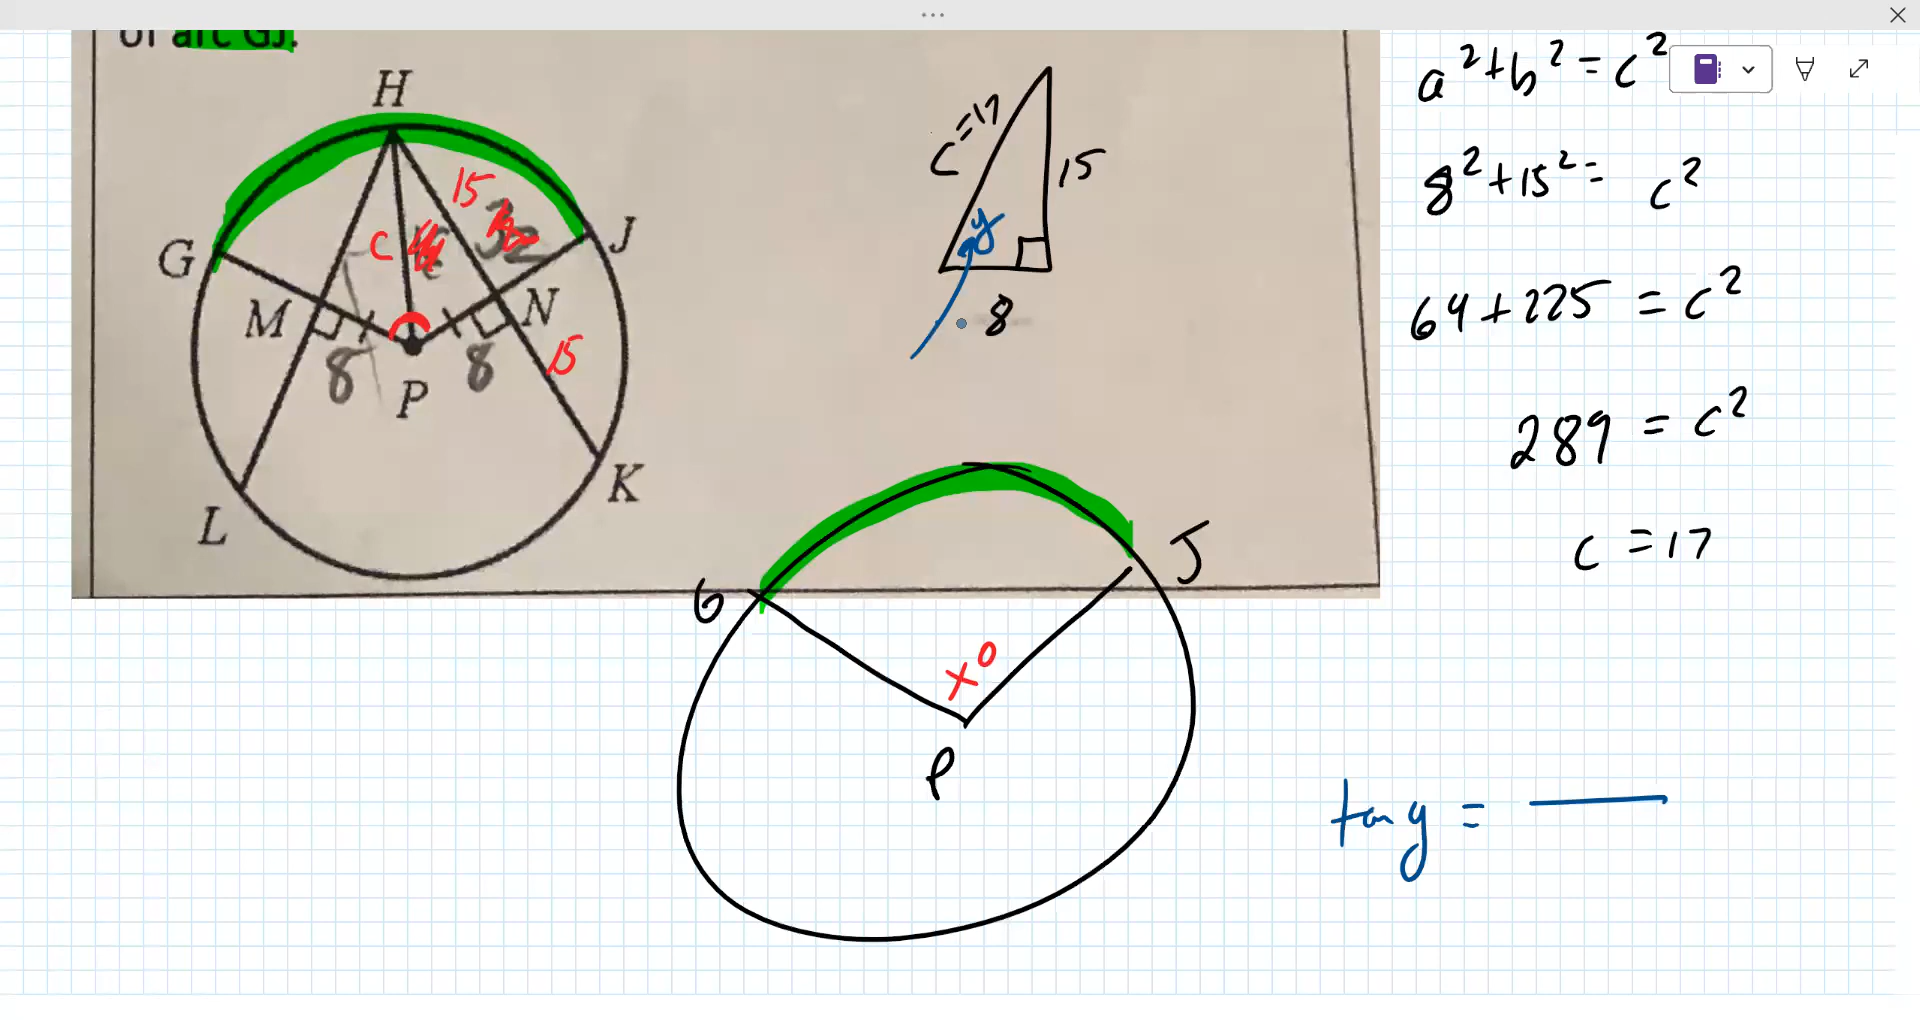 of arc GJ.
H
G
J
M
N
P
L
K
15
C
8
8
15
c=17
15
y
8
a²+b²=c²
8²+15²= c²
64+225 = c²
289 = c²
c =17
G
J
x°
P
tan y =